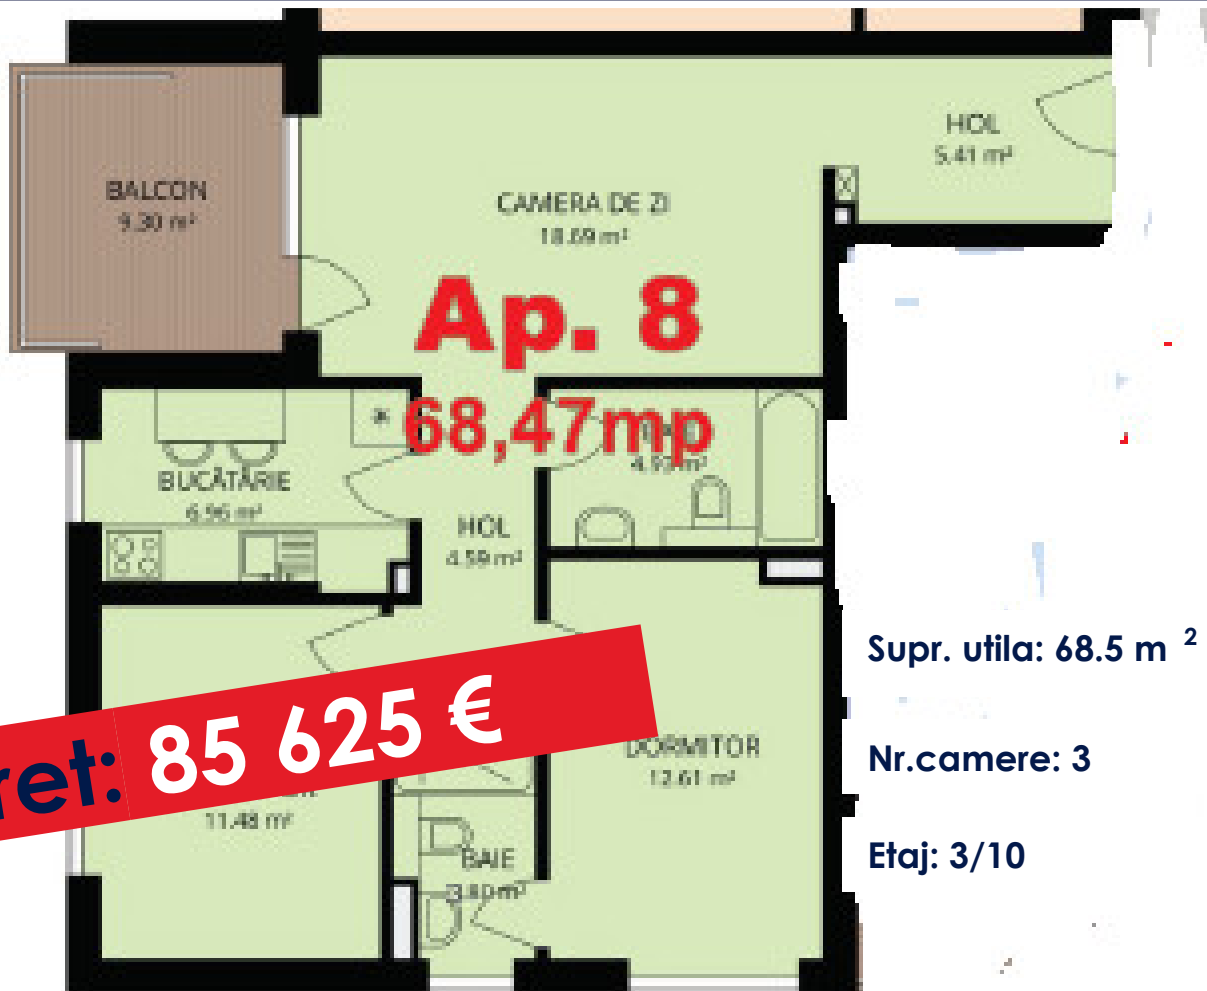 HOL
5.41 m²
BALCON
9.30 m²
CAMERA DE ZI
18.69 m²
Ap. 8
68,47mp
4.93 m²
BUCĂTĂRIE
6.96 m²
HOL
4.59 m²
Supr. utila: 68.5 m ²
ret: 85 625 €
DORMITOR
12.61 m²
Nr.camere: 3
11.48 m²
BAIE
3.80 m²
Etaj: 3/10